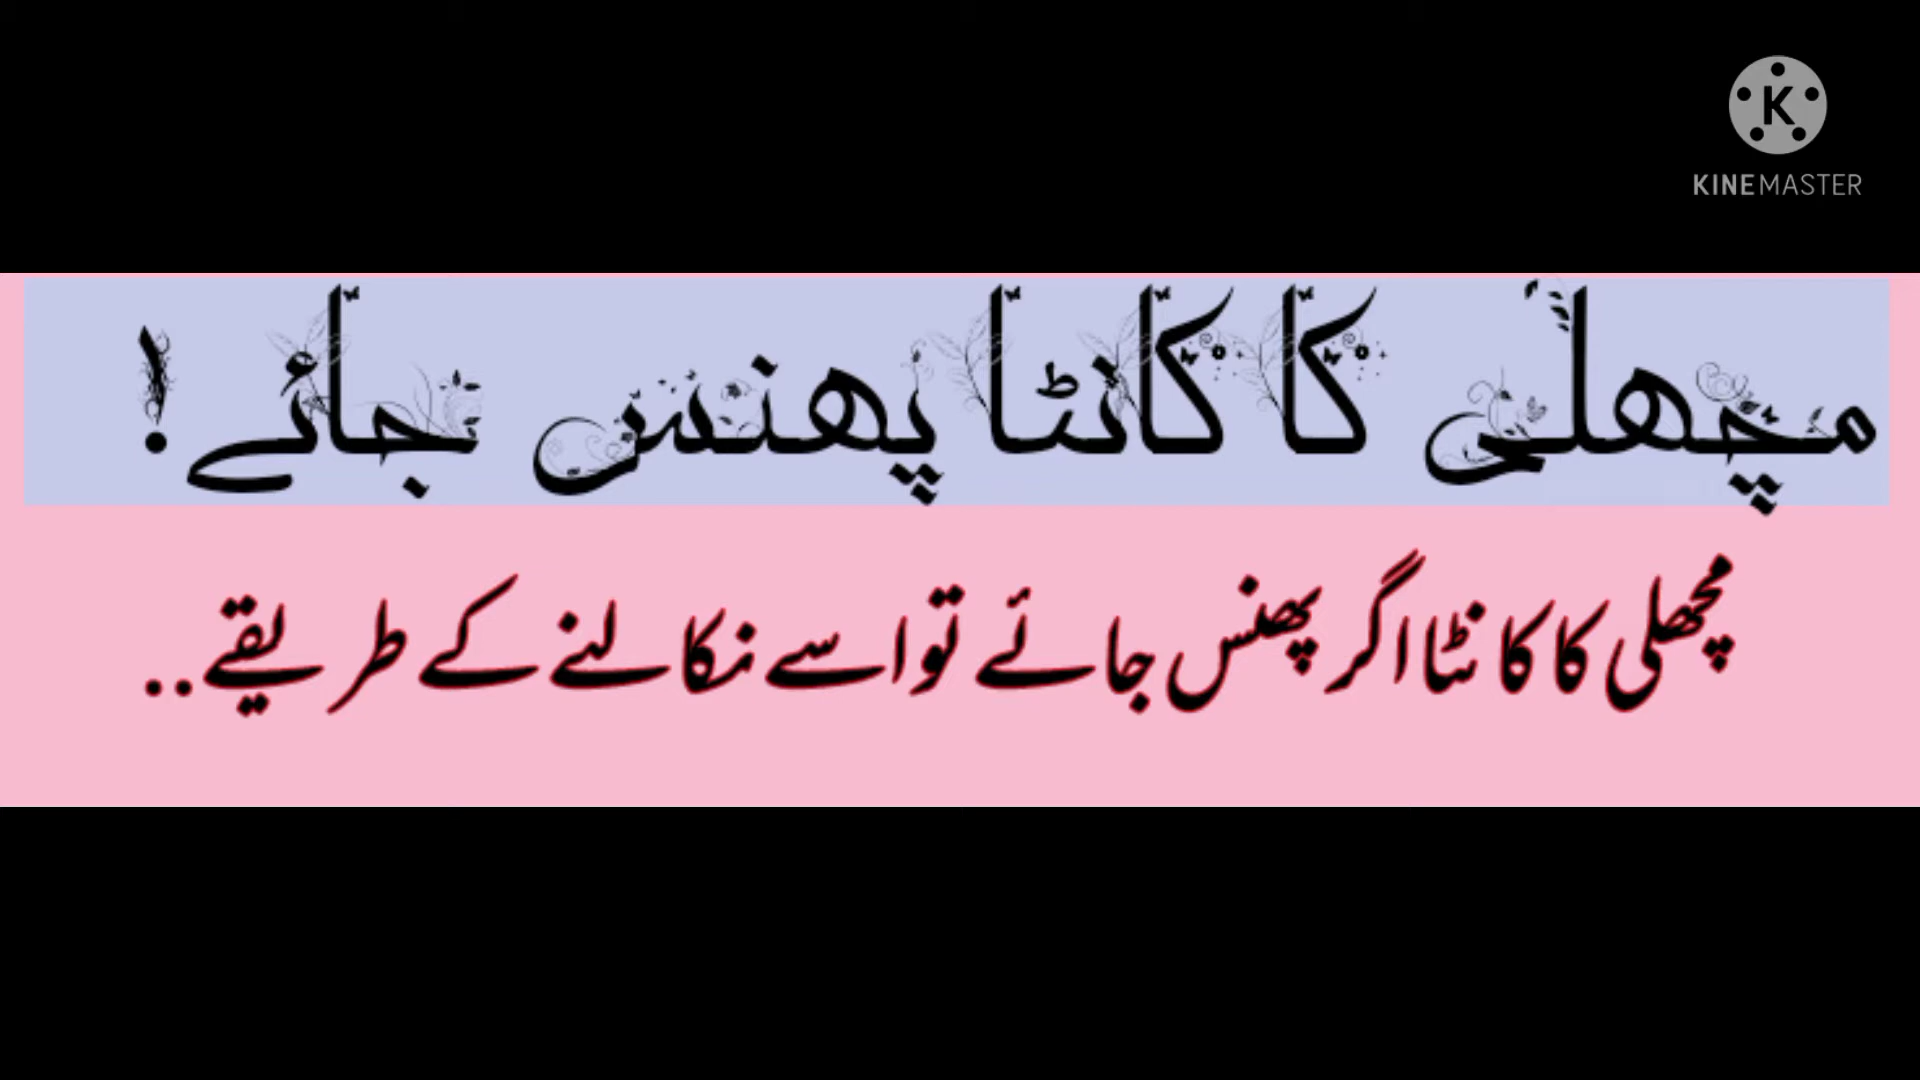 KINEMASTER
مچھلی کا کانٹا پھنس جائے!
مچھلی کا کانٹا اگر پھنس جائے تو اسے نکالنے کے طریقے..